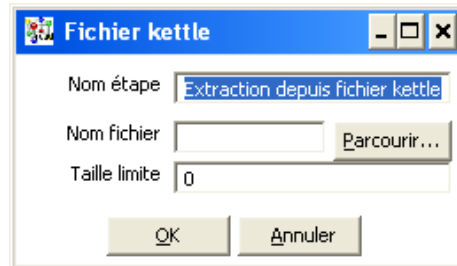 Fichier kettle
Nom étape Extraction depuis fichier kettle
Nom fichier Parcourir...
Taille limite 0
OK Annuler